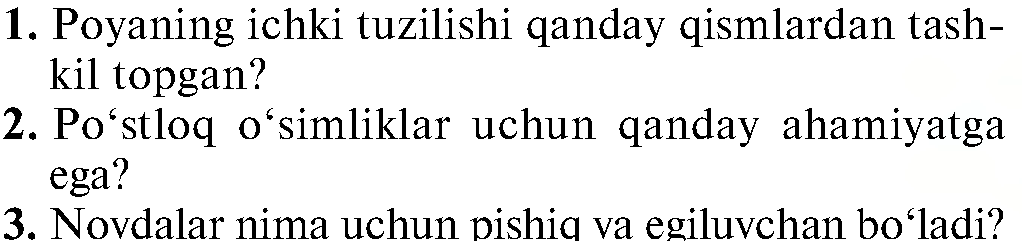 1. Poyaning ichki tuzilishi qanday qismlardan tash-
kil topgan?
2. Po‘stloq o‘simliklar uchun qanday ahamiyatga
ega?
3. Novdalar nima uchun pishiq va egiluvchan bo‘ladi?